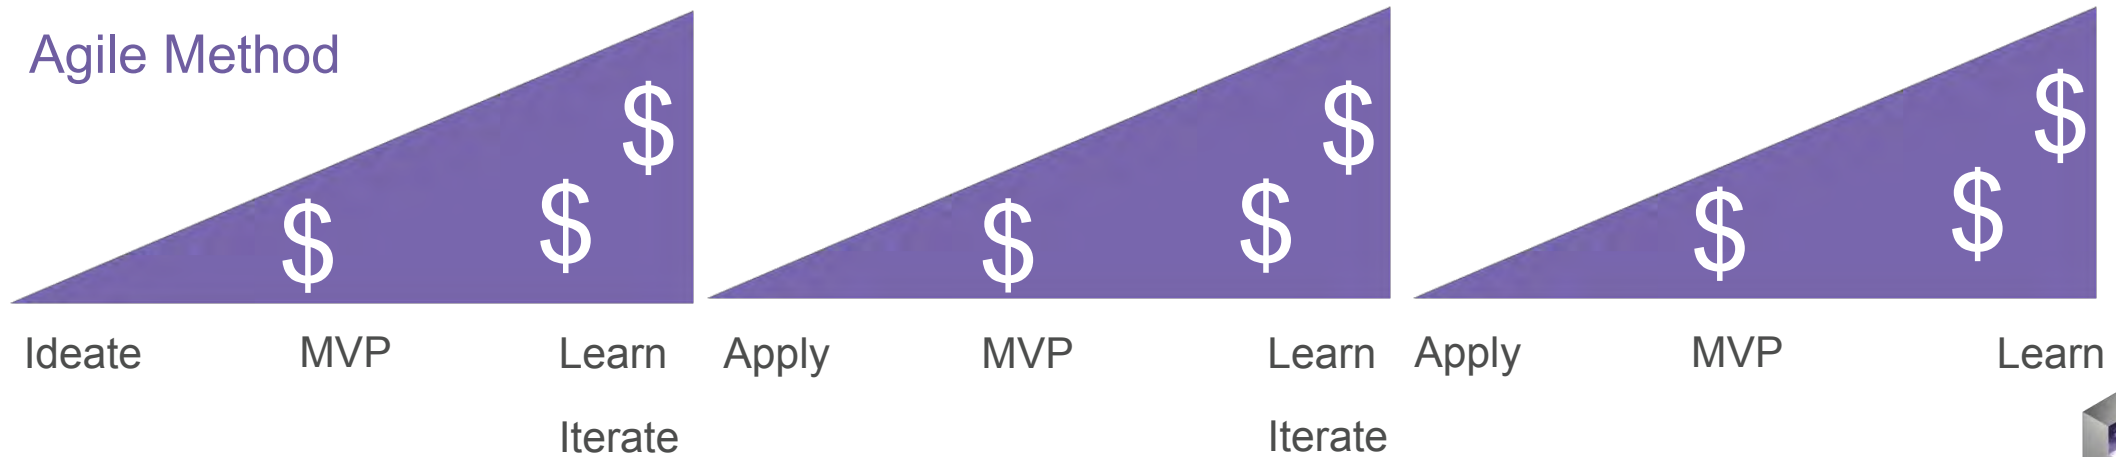 Agile Method
$ $ $ $ $ $ $ $ $
Ideate MVP Learn Apply MVP Learn Apply MVP Learn
Iterate Iterate